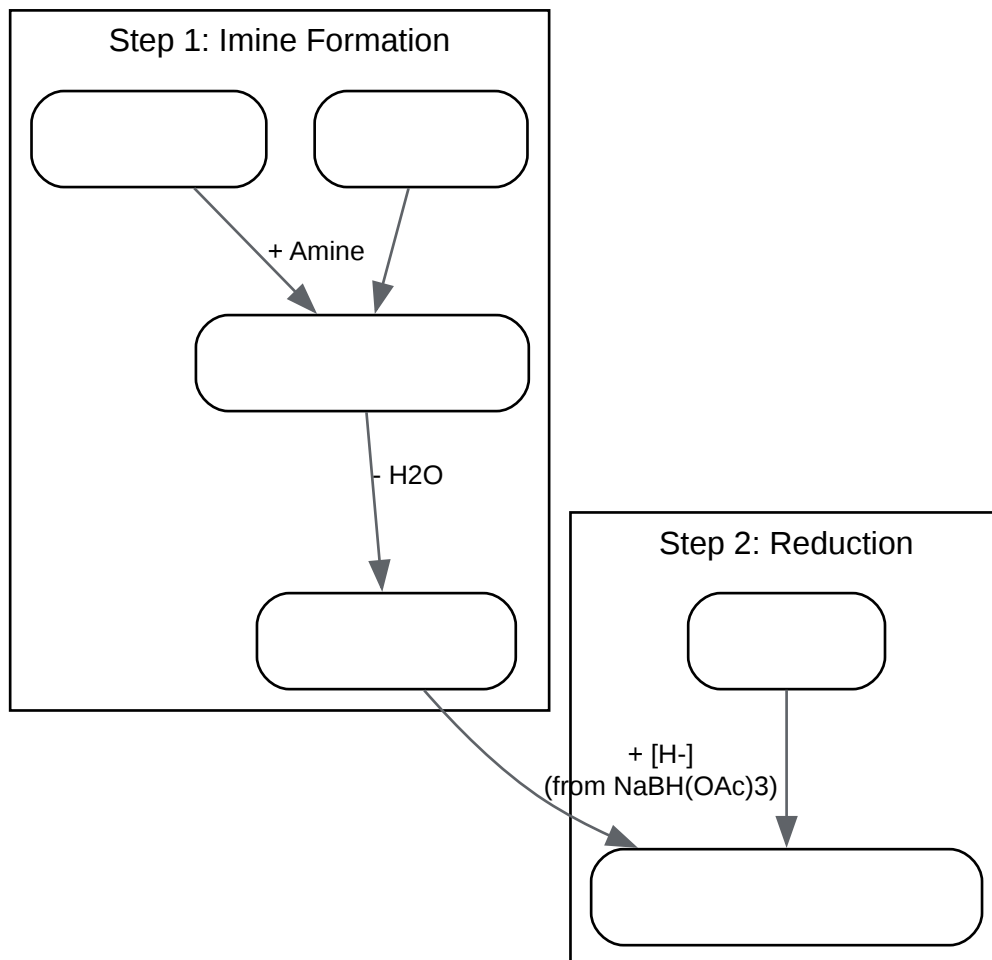 Step 1: Imine Formation
+ Amine
- H2O
Step 2: Reduction
+ [H-]
(from NaBH(OAc)3)